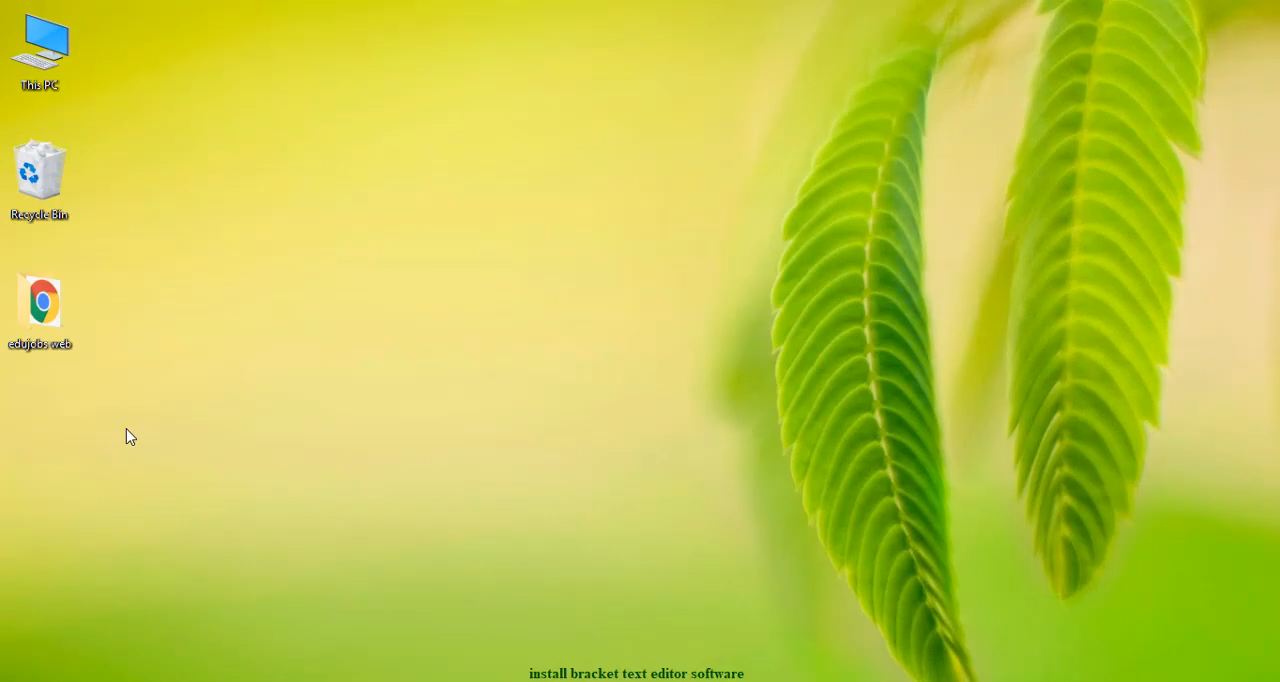 This PC
Recycle Bin
edujobs web
install bracket text editor software